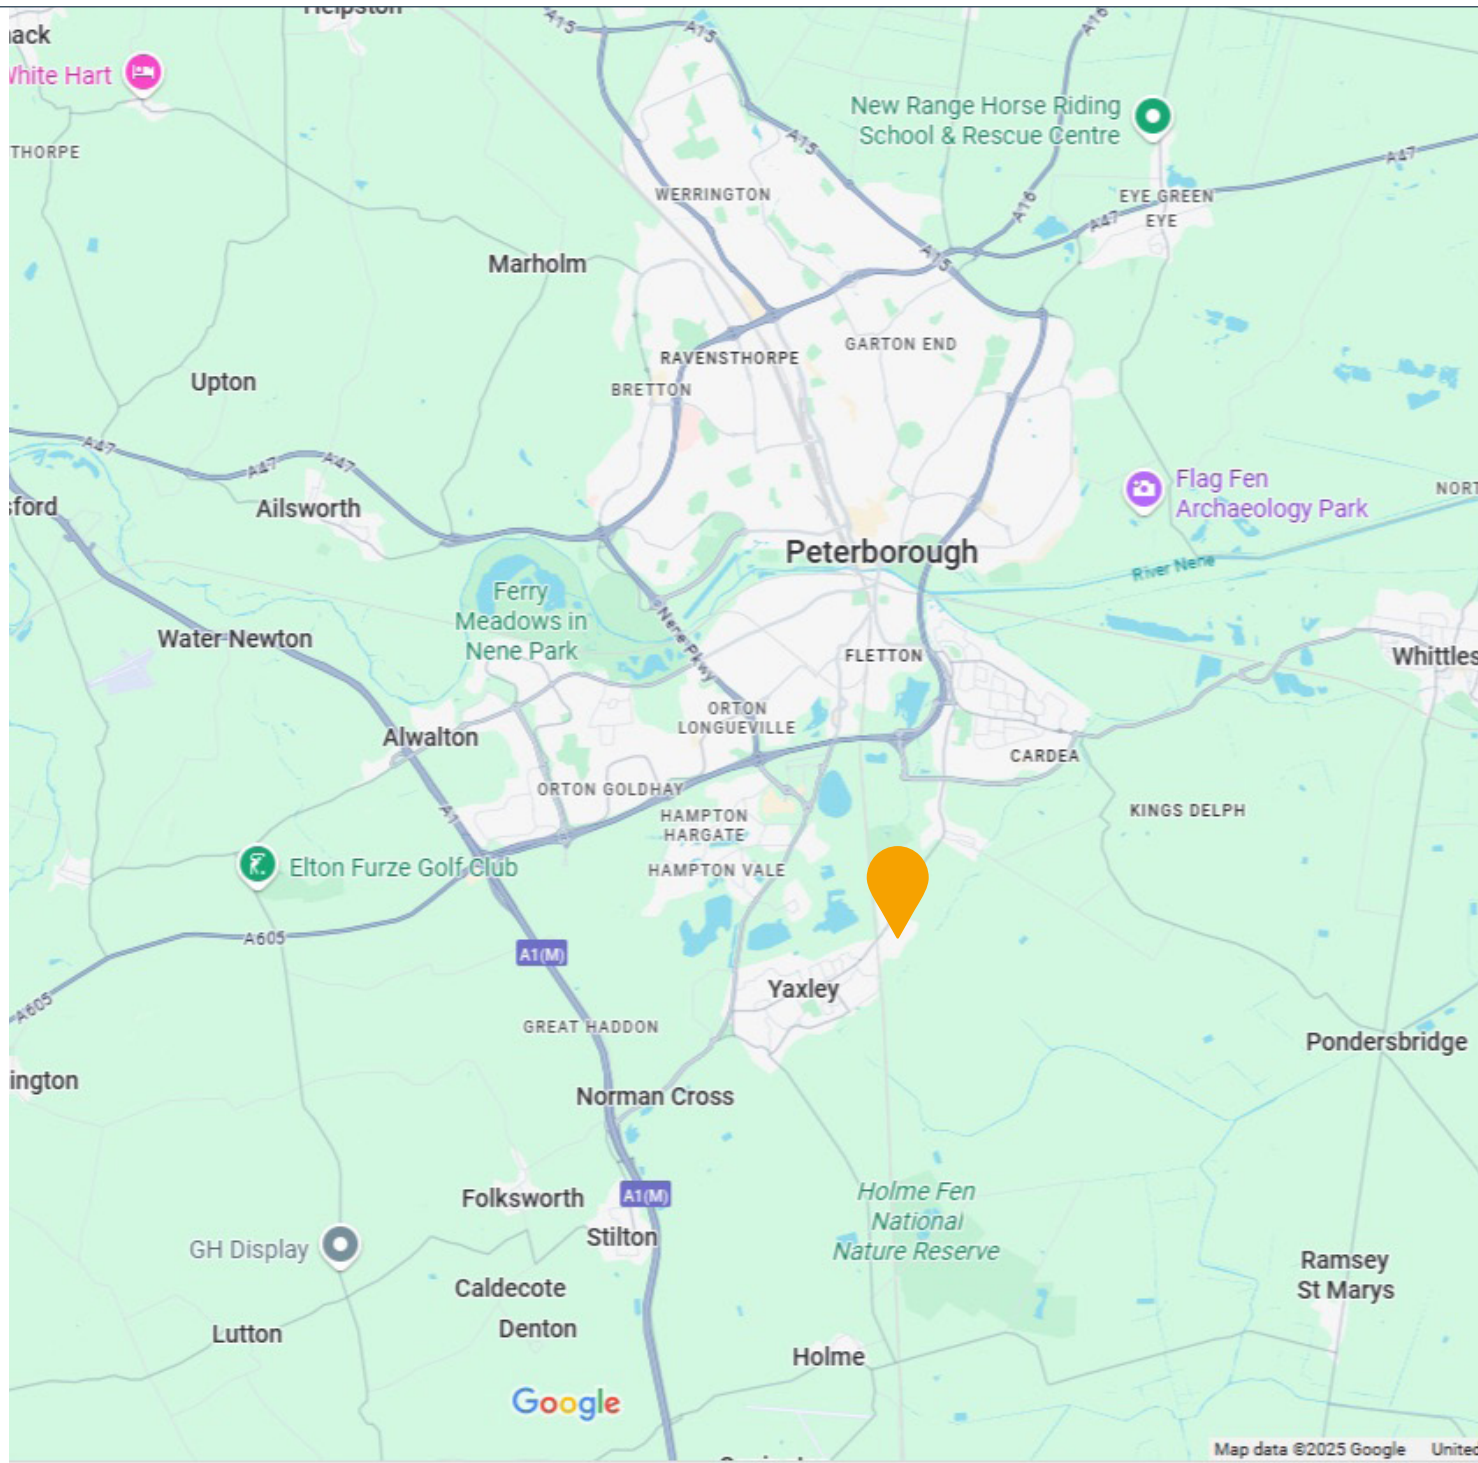 Helpston
A15
A15
A16
ack
White Hart
New Range Horse Riding
School & Rescue Centre
A15
A47
THORPE
WERRINGTON
EYE GREEN
A16
A47
EYE
Marholm
A15
GARTON END
RAVENSTHORPE
Upton
BRETTON
A47
A47
A47
Flag Fen
Archaeology Park
NORT
sford
Ailsworth
Peterborough
River Nene
Ferry
Meadows in
Nene Park
Nene Pkwy
Water Newton
FLETTON
Whittles
ORTON
LONGUEVILLE
Alwalton
CARDEA
ORTON GOLDHAY
A1
HAMPTON
HARGATE
KINGS DELPH
Elton Furze Golf Club
HAMPTON VALE
A605
A1(M)
Yaxley
A605
GREAT HADDON
Pondersbridge
ington
Norman Cross
Folksworth
A1(M)
Holme Fen
National
Nature Reserve
Stilton
GH Display
Ramsey
St Marys
Caldecote
Denton
Lutton
Holme
Google
Map data ©2025 Google
United